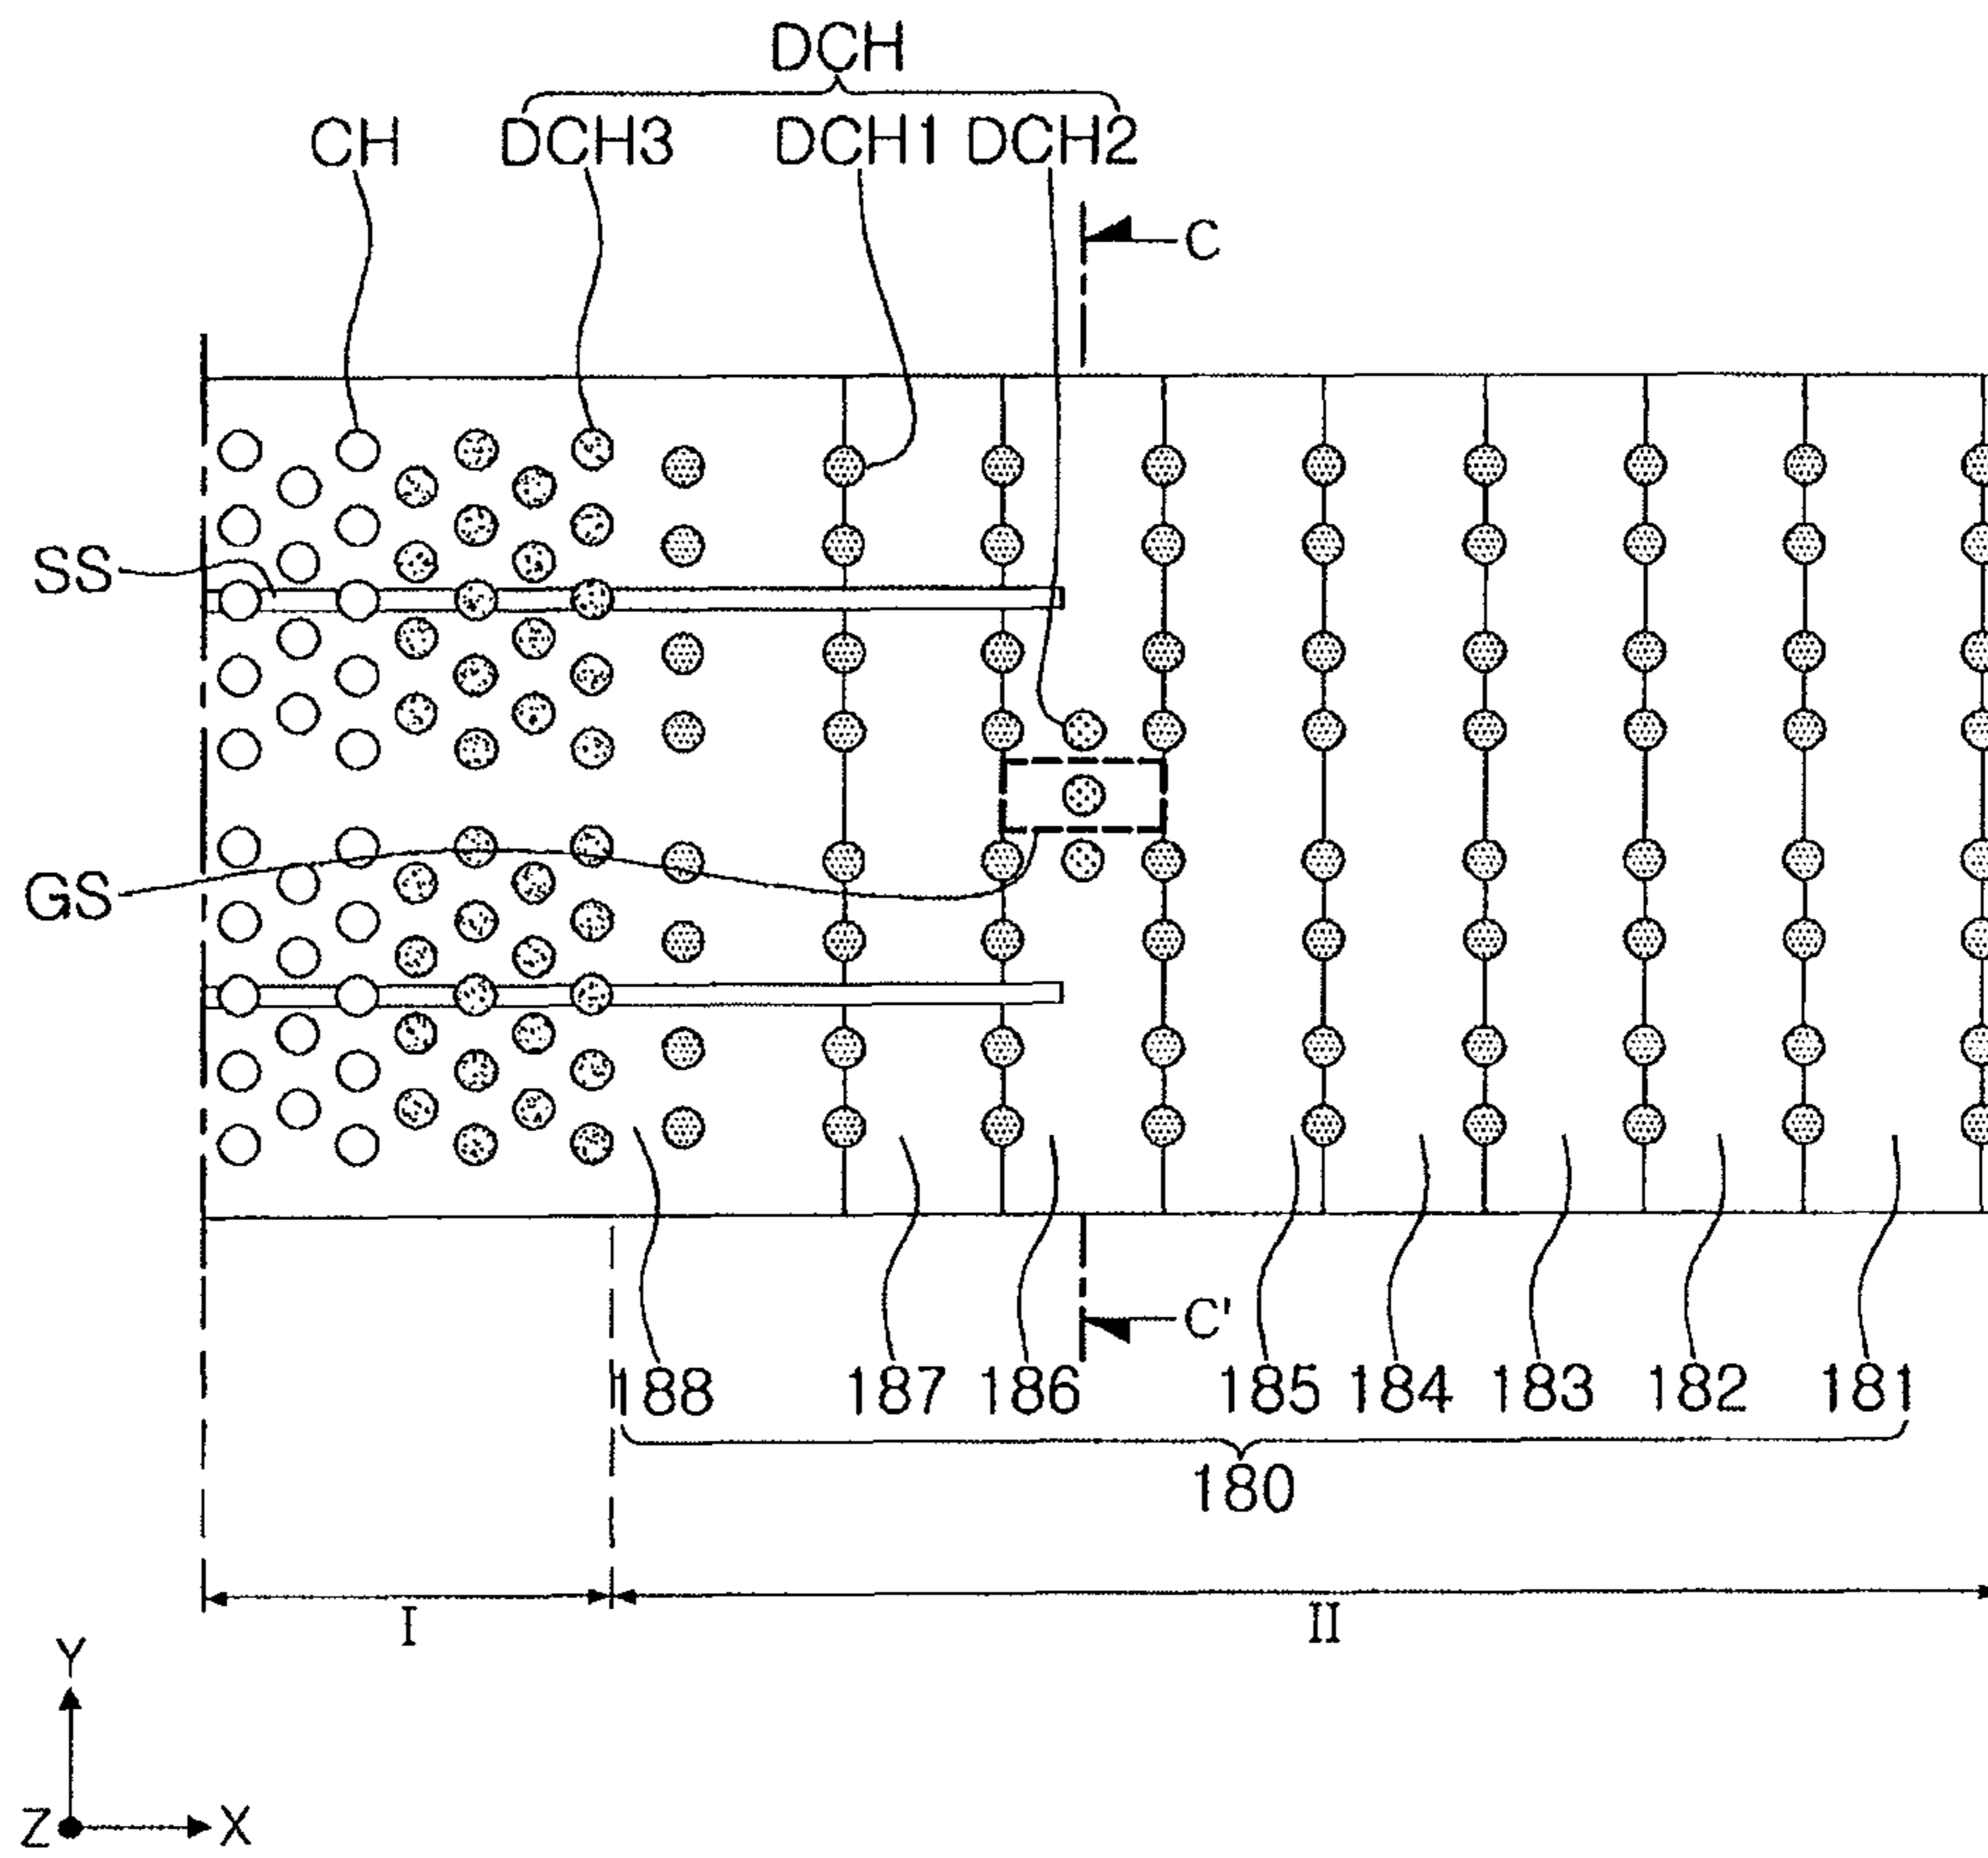 DCH
CH DCH3 DCH1 DCH2
C
SS
GS
C'
188 187 186 185 184 183 182 181
180
I II
Y
Z X